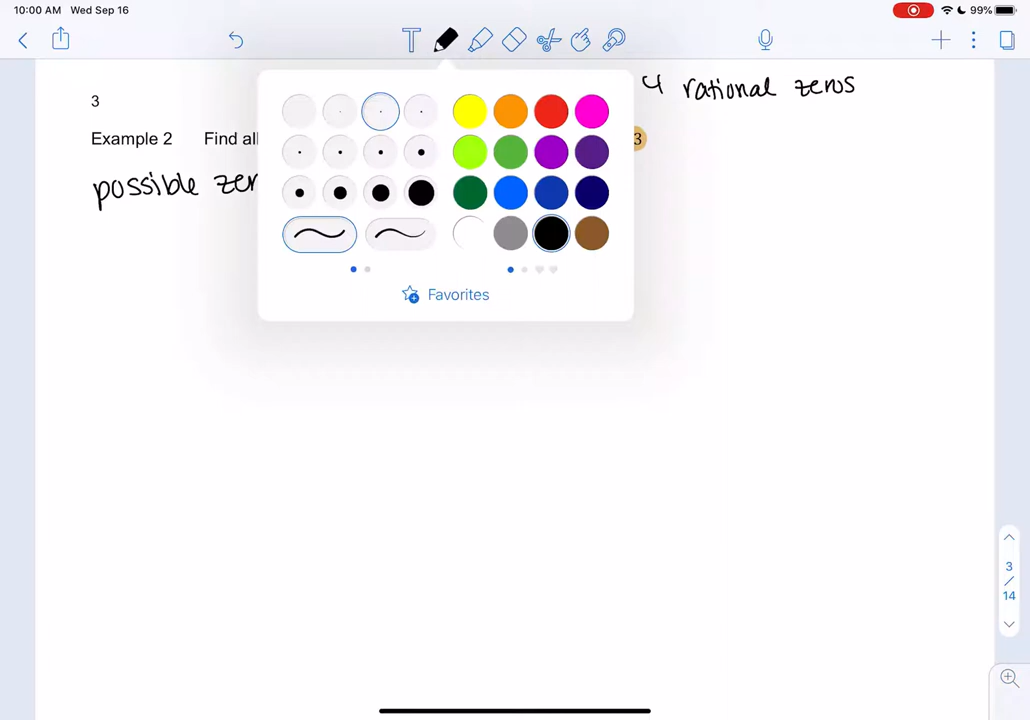 10:00 AM Wed Sep 16
99%
T
4 rational zeros
3
Example 2 Find all
3
possible zer
Favorites
3
/
14